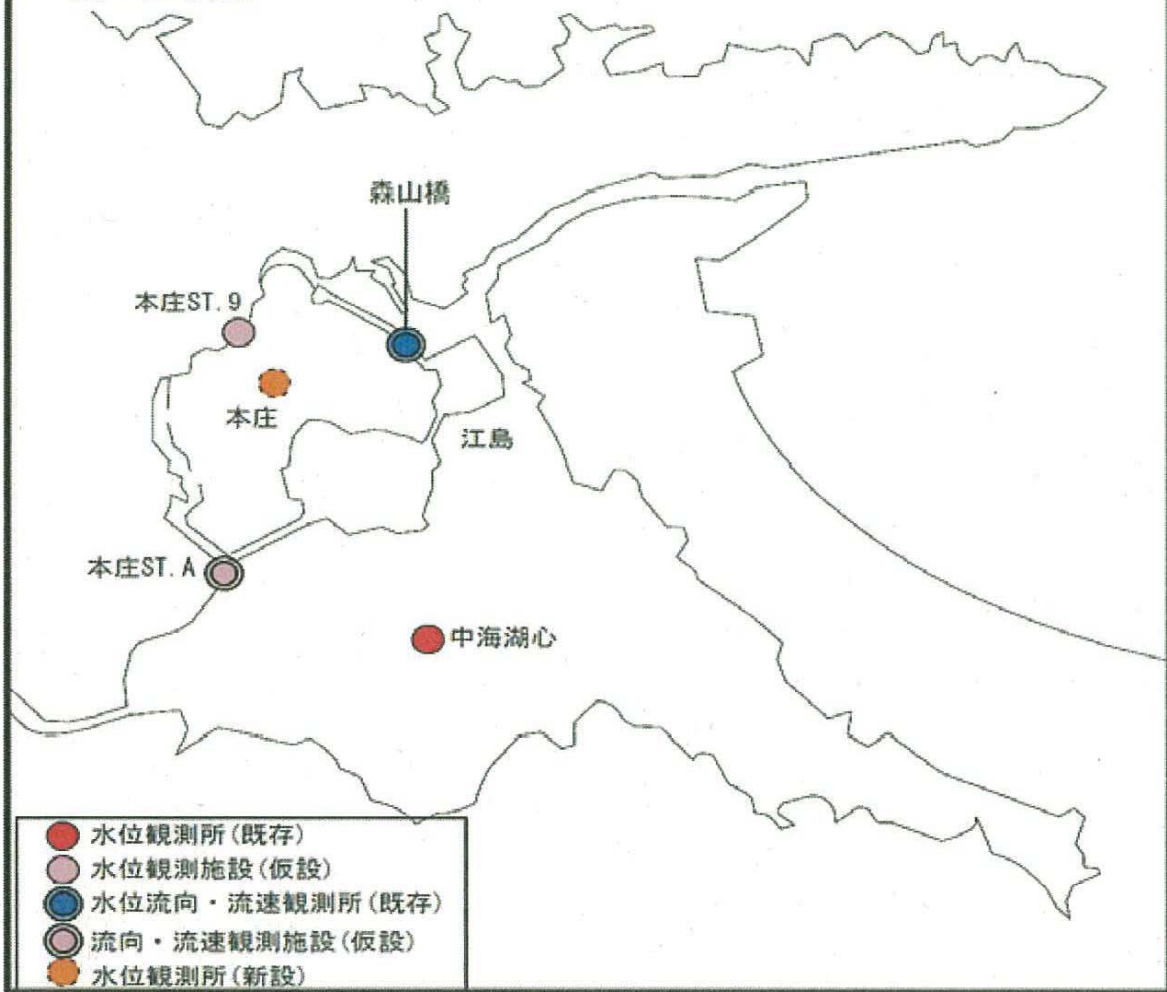 森山橋
本庄ST.9
本庄
江島
本庄ST.A
中海湖心
水位観測所(既存)
水位観測施設(仮設)
水位流向・流速観測所(既存)
流向・流速観測施設(仮設)
水位観測所(新設)